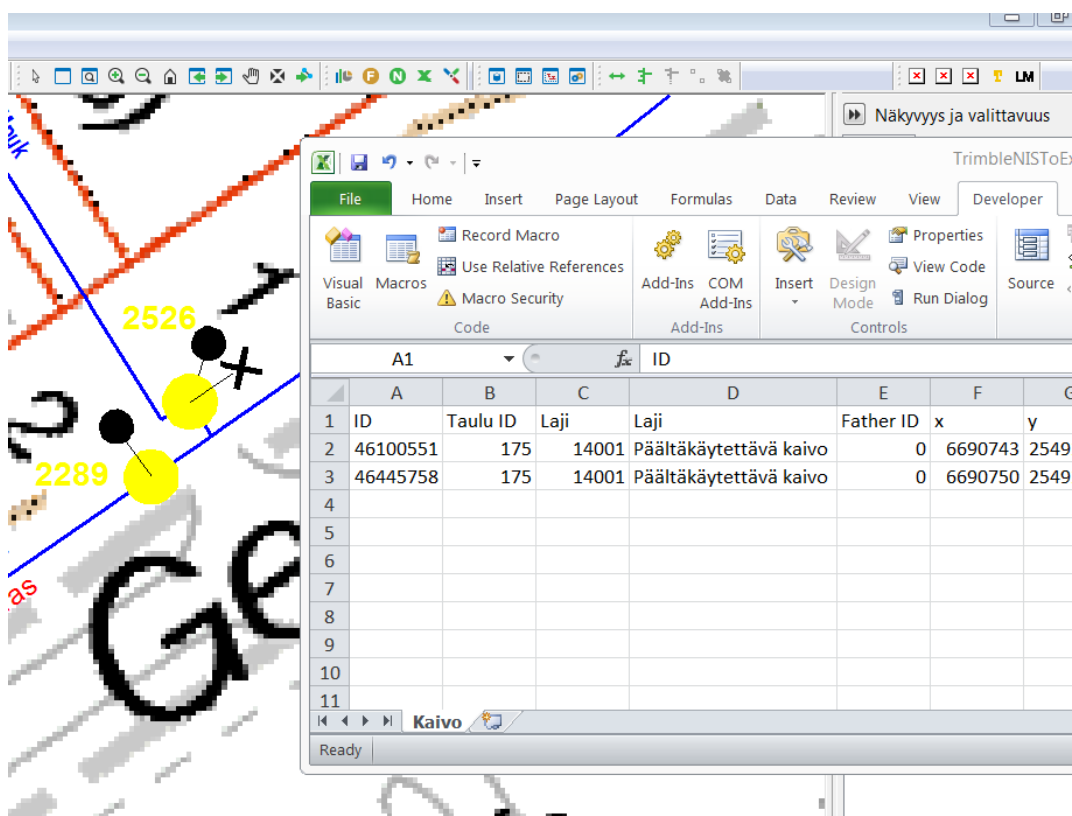 LM
Näkyvyys ja valittavuus
TrimbleNISToEx
File Home Insert Page Layout Formulas Data Review View Developer
Visual Basic
Macros
Record Macro
Use Relative References
Macro Security
Code
Add-Ins
COM Add-Ins
Add-Ins
Insert
Design Mode
Properties
View Code
Run Dialog
Controls
Source
A1 fx ID
A B C D E F G
1 ID Taulu ID Laji Laji Father ID x y
2 46100551 175 14001 Päältäkäytettävä kaivo 0 6690743 2549
3 46445758 175 14001 Päältäkäytettävä kaivo 0 6690750 2549
4
5
6
7
8
9
10
11
Kaivo
Ready
2526
2289
Ge
as